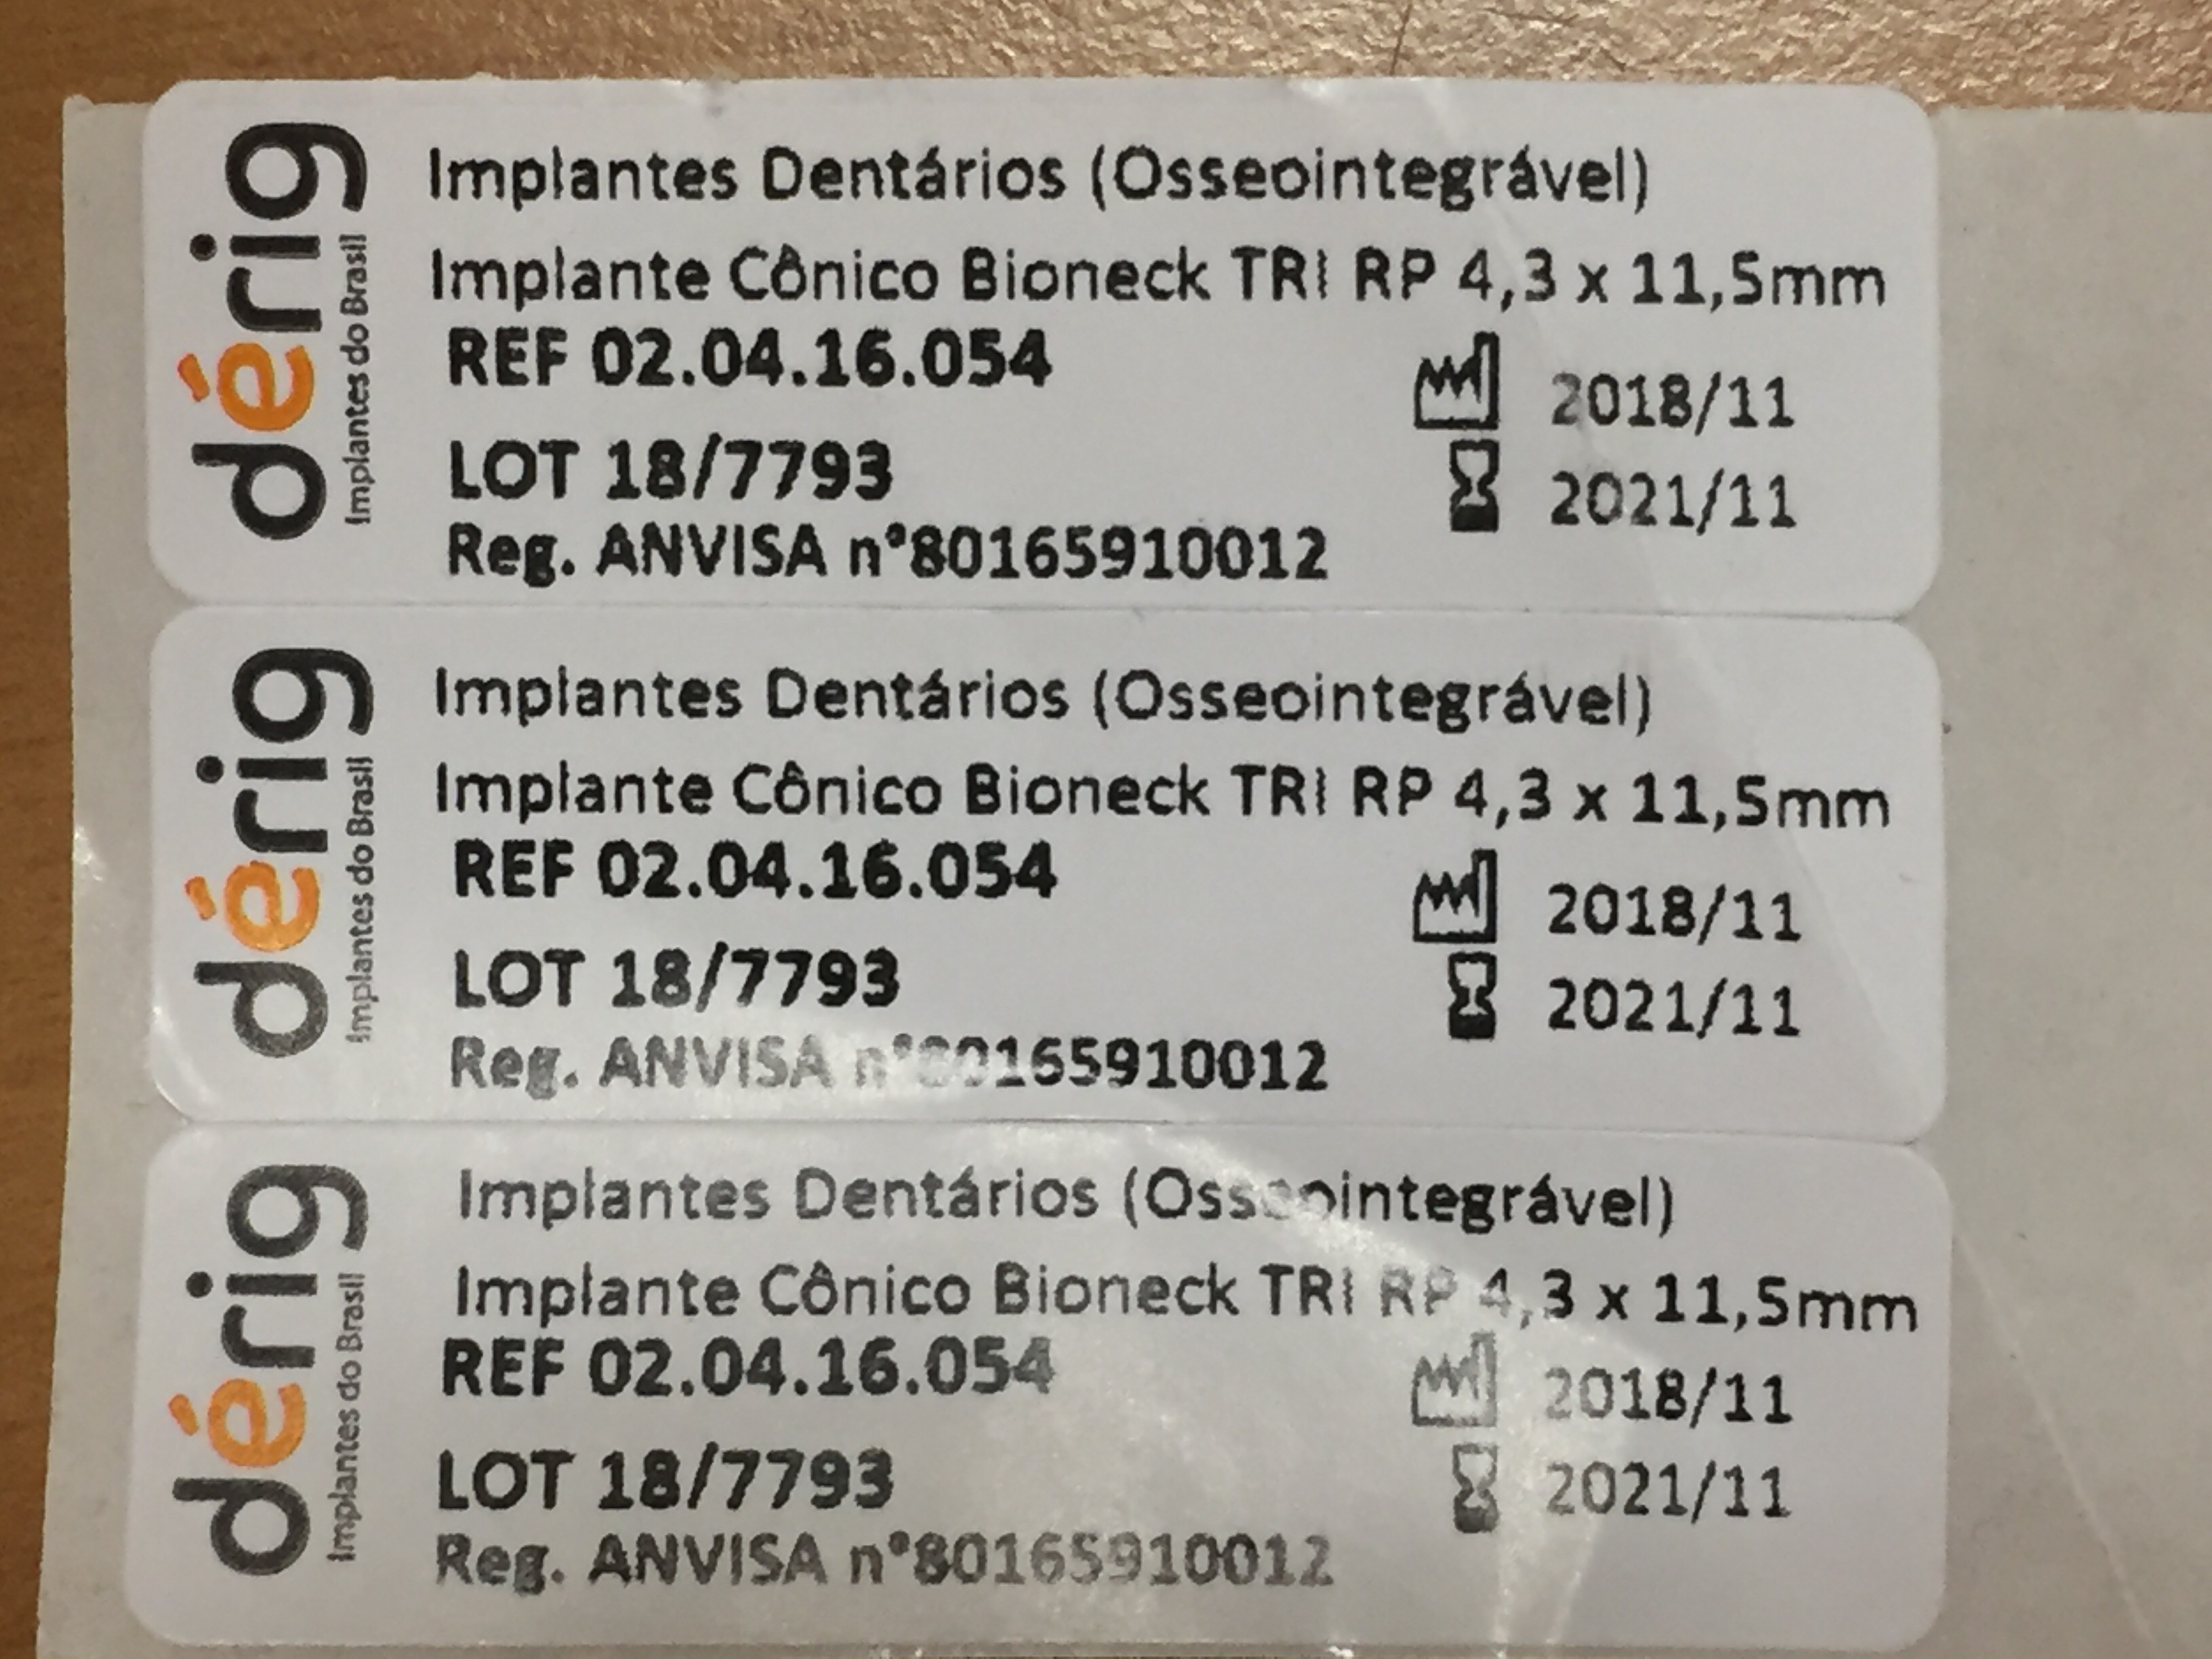 dérig
Implantes do Brasil
Implantes Dentários (Osseointegrável)
Implante Cônico Bioneck TRI RP 4,3 x 11,5mm
REF 02.04.16.054
2018/11
LOT 18/7793
2021/11
Reg. ANVISA n°80165910012
dérig
Implantes do Brasil
Implantes Dentários (Osseointegrável)
Implante Cônico Bioneck TRI RP 4,3 x 11,5mm
REF 02.04.16.054
2018/11
LOT 18/7793
2021/11
Reg. ANVISA n°80165910012
dérig
Implantes do Brasil
Implantes Dentários (Osseointegrável)
Implante Cônico Bioneck TRI RP 4,3 x 11,5mm
REF 02.04.16.054
2018/11
LOT 18/7793
2021/11
Reg. ANVISA n°80165910012